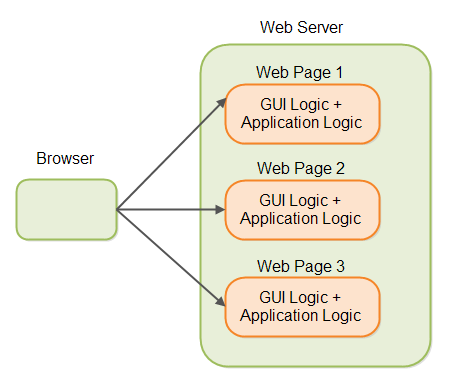 Web Server
Web Page 1
GUI Logic +
Application Logic
Browser
Web Page 2
GUI Logic +
Application Logic
Web Page 3
GUI Logic +
Application Logic